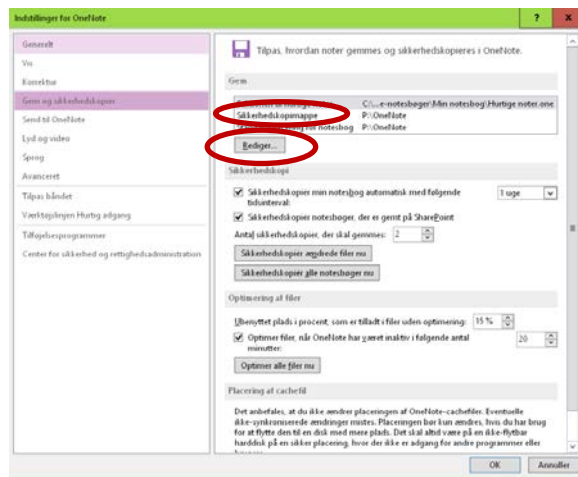 Indstillinger for OneNote
? x
Generelt
Vis
Korrektur
Gem og sikkerhedskopier
Send til OneNote
Lyd og video
Sprog
Avanceret
Tilpas båndet
Værktøjslinjen Hurtig adgang
Tilføjelsesprogrammer
Center for sikkerhed og rettighedsadministration
Tilpas, hvordan noter gemmes og sikkerhedskopieres i OneNote.
Gem
C:\...e-notesbøger\Min notesbog\Hurtige noter.one
Sikkerhedskopimappe P:\OneNote
notesbog P:\OneNote
Rediger...
Sikkerhedskopi
Sikkerhedskopier min notesbog automatisk med følgende 1 uge
tidsinterval:
Sikkerhedskopier notesbøger, der er gemt på SharePoint
Antal sikkerhedskopier, der skal gemmes: 2
Sikkerhedskopier ændrede filer nu
Sikkerhedskopier alle notesbøger nu
Optimering af filer
Ubenyttet plads i procent, som er tilladt i filer uden optimering: 15 %
Optimer filer, når OneNote har været inaktiv i følgende antal 20
minutter:
Optimer alle filer nu
Placering af cachefil
Det anbefales, at du ikke ændrer placeringen af OneNote-cachefiler. Eventuelle
ikke-synkroniserede ændringer mistes. Placeringen bør kun ændres, hvis du har brug
for at flytte den til en disk med mere plads. Det skal altid være på en ikke-flytbar
harddisk på en sikker placering, hvor der ikke er adgang for andre programmer eller
OK Annuller